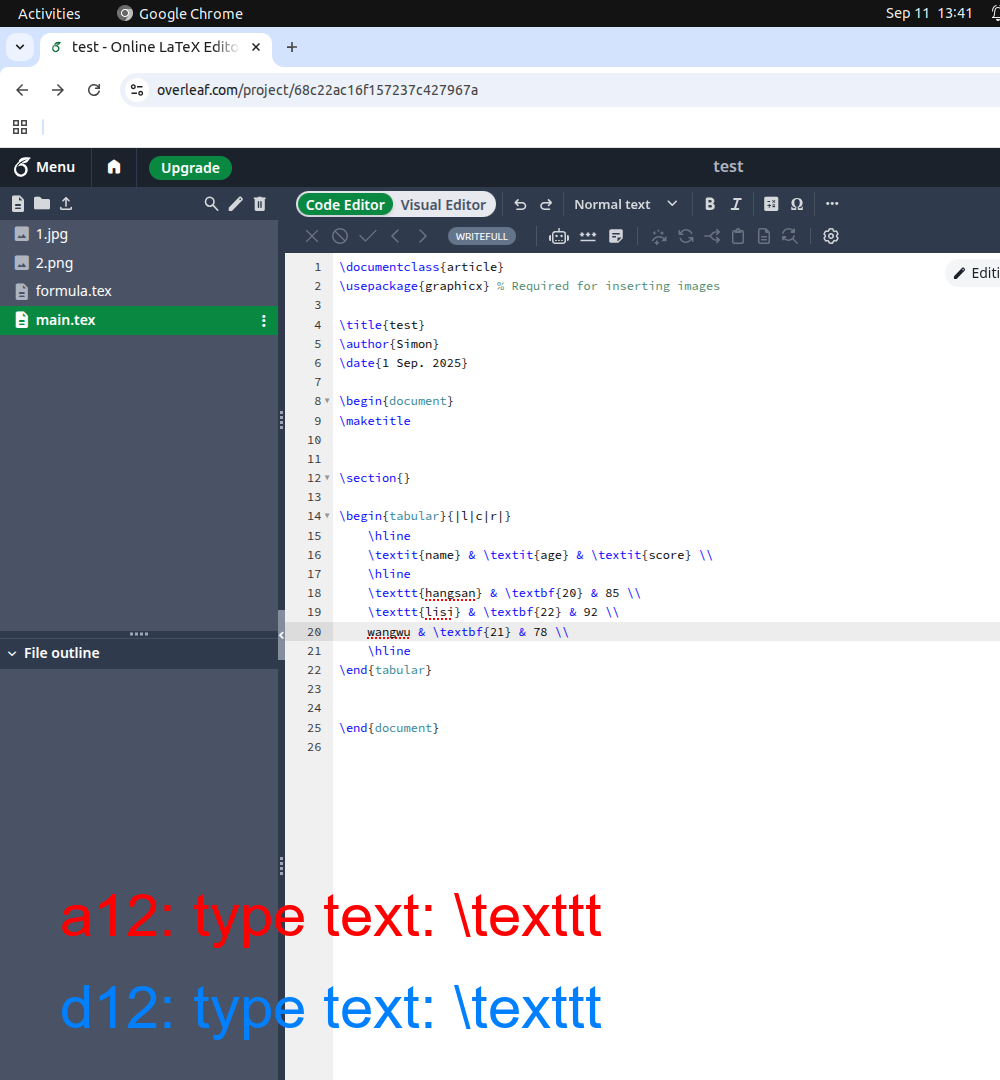 Activities Google Chrome Sep 11 13:41
test - Online LaTeX Edito
overleaf.com/project/68c22ac16f157237c427967a
Menu Upgrade test
Code Editor Visual Editor Normal text B I Ω
WRITEFULL
1.jpg
2.png
formula.tex
main.tex
File outline
Editi
1 \documentclass{article}
2 \usepackage{graphicx} % Required for inserting images
3
4 \title{test}
5 \author{Simon}
6 \date{1 Sep. 2025}
7
8 \begin{document}
9 \maketitle
10
11
12 \section{}
13
14 \begin{tabular}{|l|c|r|}
15 \hline
16 \textit{name} & \textit{age} & \textit{score} \\
17 \hline
18 \texttt{hangsan} & \textbf{20} & 85 \\
19 \texttt{lisi} & \textbf{22} & 92 \\
20 wangwu & \textbf{21} & 78 \\
21 \hline
22 \end{tabular}
23
24
25 \end{document}
26
a12: type text: \texttt
d12: type text: \texttt